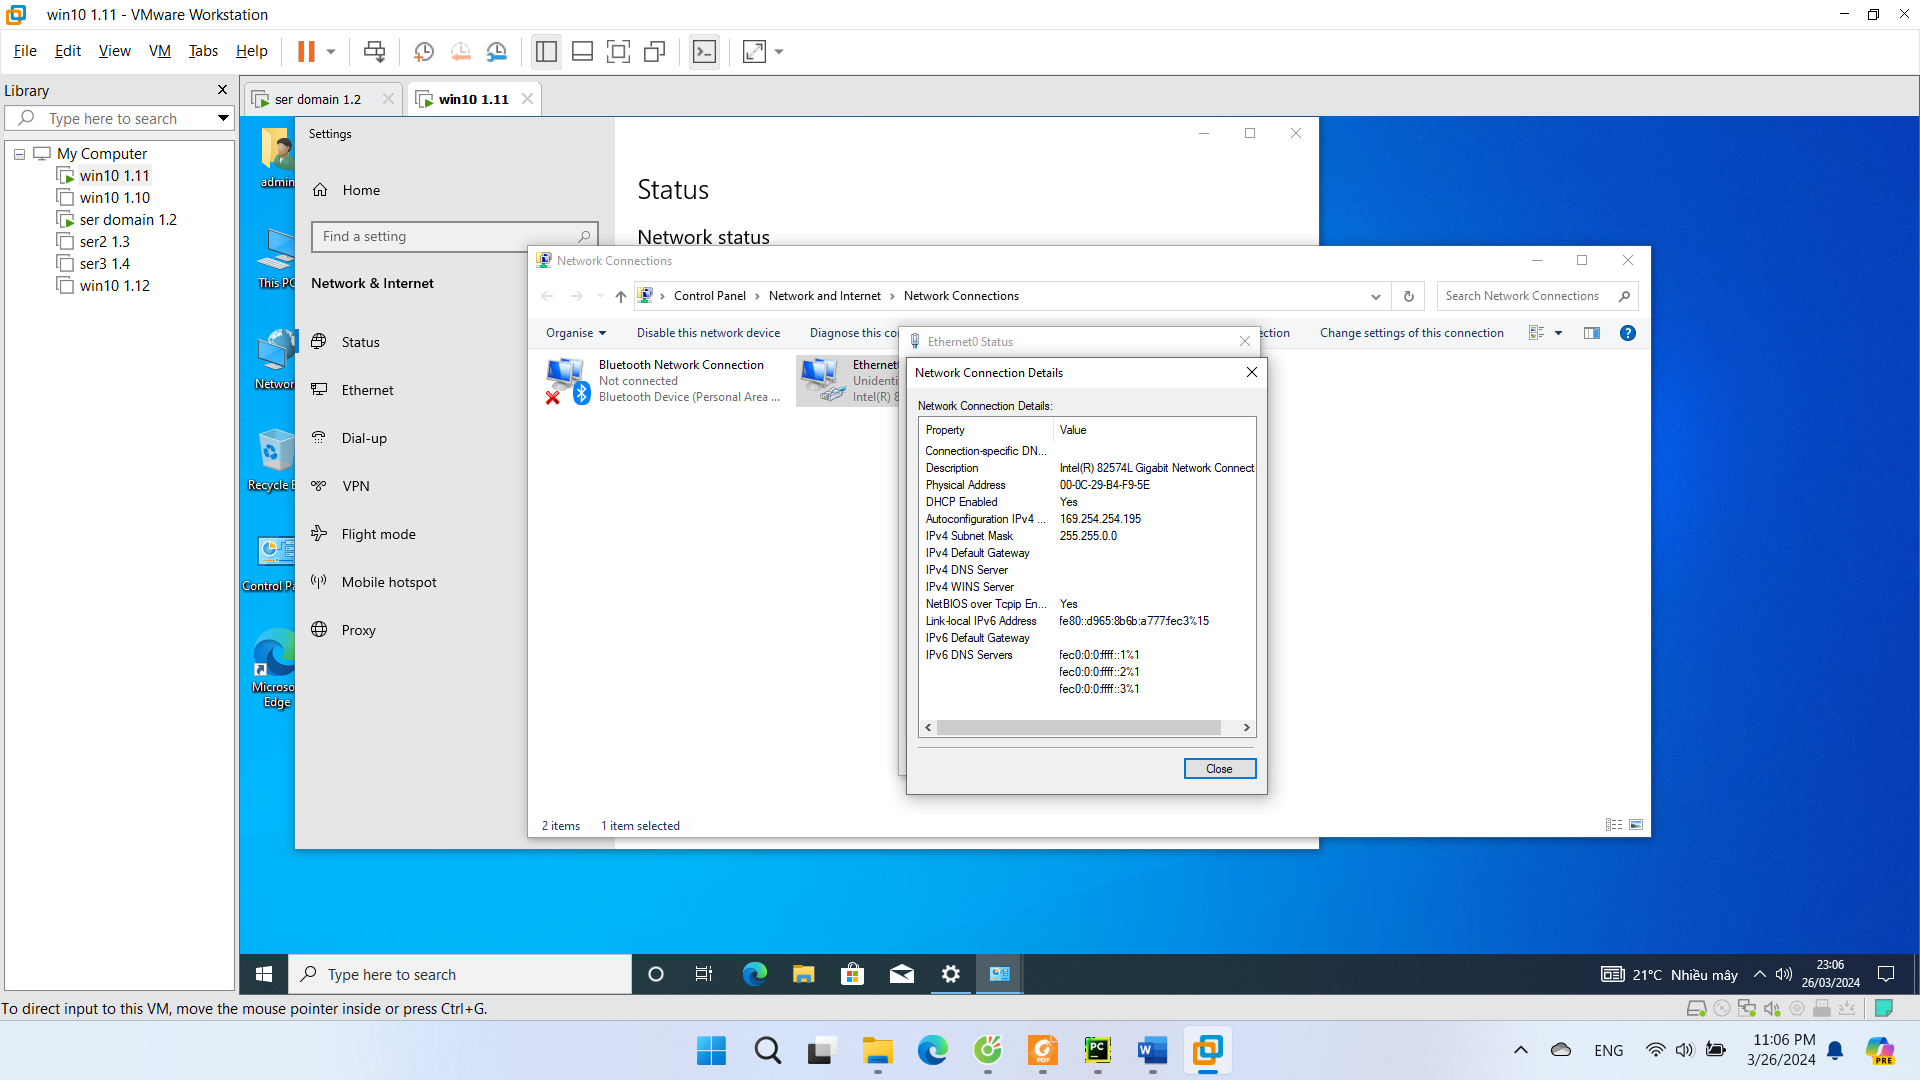 win10 1.11 - VMware Workstation
File Edit View VM Tabs Help
Library
Type here to search
My Computer
win10 1.11
win10 1.10
ser domain 1.2
ser2 1.3
ser3 1.4
win10 1.12
ser domain 1.2
win10 1.11
admin
This PC
Networ
Recycle B
Control Pa
Microso
Edge
Settings
Home
Find a setting
Network & Internet
Status
Ethernet
Dial-up
VPN
Flight mode
Mobile hotspot
Proxy
Status
Network status
Network Connections
Control Panel > Network and Internet > Network Connections
Search Network Connections
Organise
Disable this network device
Diagnose this co
ction
Change settings of this connection
Bluetooth Network Connection
Not connected
Bluetooth Device (Personal Area ...
Ethernet
Unidenti
Intel(R) 8
2 items
1 item selected
Ethernet0 Status
Network Connection Details
Network Connection Details:
Property Value
Connection-specific DN...
Description Intel(R) 82574L Gigabit Network Connect
Physical Address 00-0C-29-B4-F9-5E
DHCP Enabled Yes
Autoconfiguration IPv4 ... 169.254.254.195
IPv4 Subnet Mask 255.255.0.0
IPv4 Default Gateway
IPv4 DNS Server
IPv4 WINS Server
NetBIOS over Tcpip En... Yes
Link-local IPv6 Address fe80::d965:8b6b:a777:fec3%15
IPv6 Default Gateway
IPv6 DNS Servers fec0:0:0:ffff::1%1
fec0:0:0:ffff::2%1
fec0:0:0:ffff::3%1
Close
Type here to search
21°C Nhiều mây
23:06
26/03/2024
To direct input to this VM, move the mouse pointer inside or press Ctrl+G.
ENG
11:06 PM
3/26/2024
PDF
PC
W
PRE